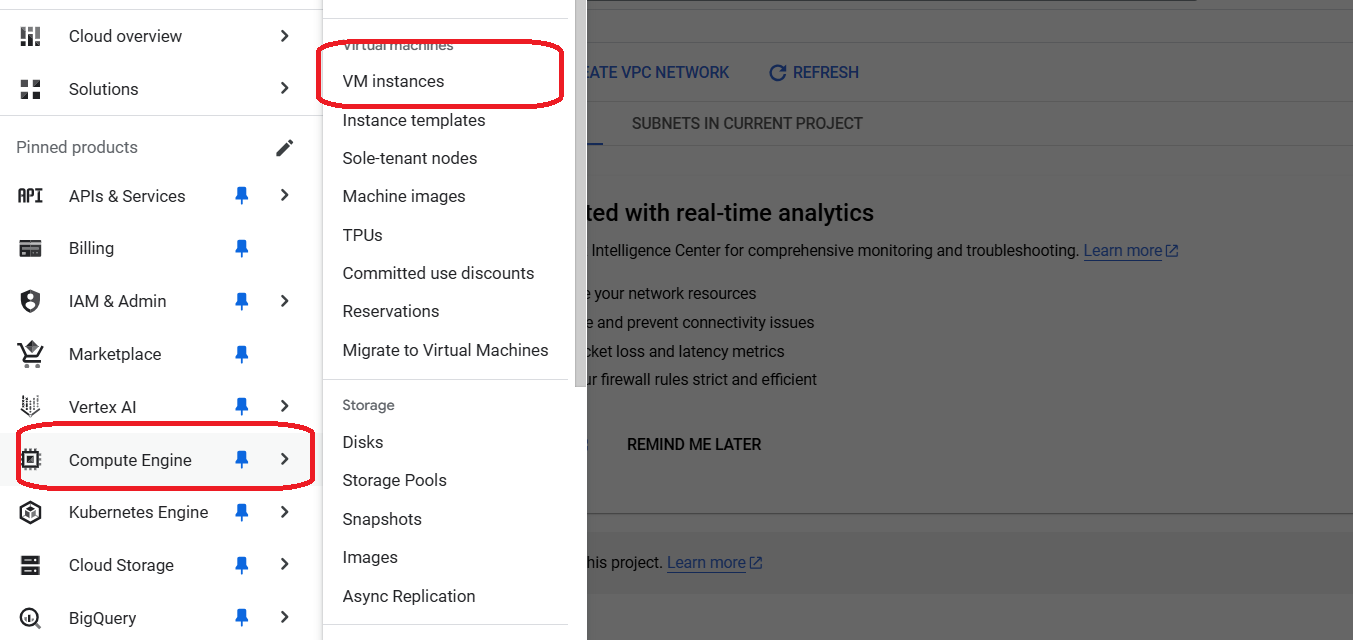 Cloud overview
Solutions
Pinned products
API APIs & Services
Billing
IAM & Admin
Marketplace
Vertex AI
Compute Engine
Kubernetes Engine
Cloud Storage
BigQuery
Virtual machines
VM instances
Instance templates
Sole-tenant nodes
Machine images
TPUs
Committed use discounts
Reservations
Migrate to Virtual Machines
Storage
Disks
Storage Pools
Snapshots
Images
Async Replication
EATE VPC NETWORK REFRESH
SUBNETS IN CURRENT PROJECT
ted with real-time analytics
Intelligence Center for comprehensive monitoring and troubleshooting. Learn more
your network resources
and prevent connectivity issues
cket loss and latency metrics
firewall rules strict and efficient
REMIND ME LATER
his project. Learn more